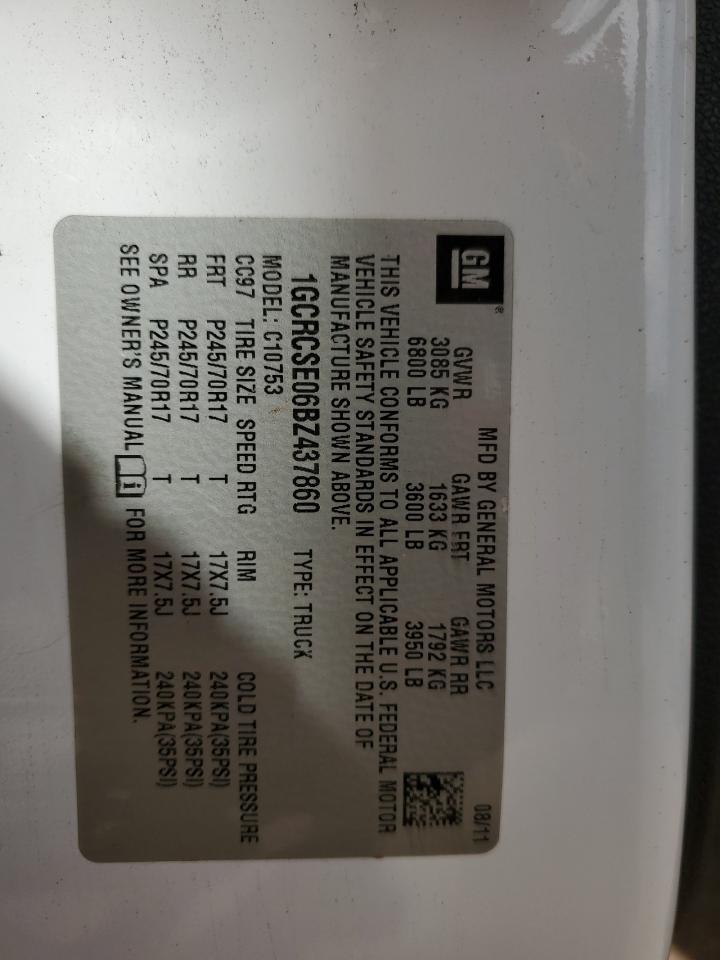 GM®
MFD BY GENERAL MOTORS LLC 08/11
GVWR GAWR FRT GAWR RR
3085 KG 1633 KG 1792 KG
6800 LB 3600 LB 3950 LB
THIS VEHICLE CONFORMS TO ALL APPLICABLE U.S. FEDERAL MOTOR
VEHICLE SAFETY STANDARDS IN EFFECT ON THE DATE OF
MANUFACTURE SHOWN ABOVE.
1GCRCSE06BZ437860 TYPE: TRUCK
MODEL: C10753
CC97 TIRE SIZE SPEED RTG RIM COLD TIRE PRESSURE
FRT P245/70R17 T 17X7.5J 240KPA(35PSI)
RR P245/70R17 T 17X7.5J 240KPA(35PSI)
SPA P245/70R17 T 17X7.5J 240KPA(35PSI)
SEE OWNER'S MANUAL i FOR MORE INFORMATION.